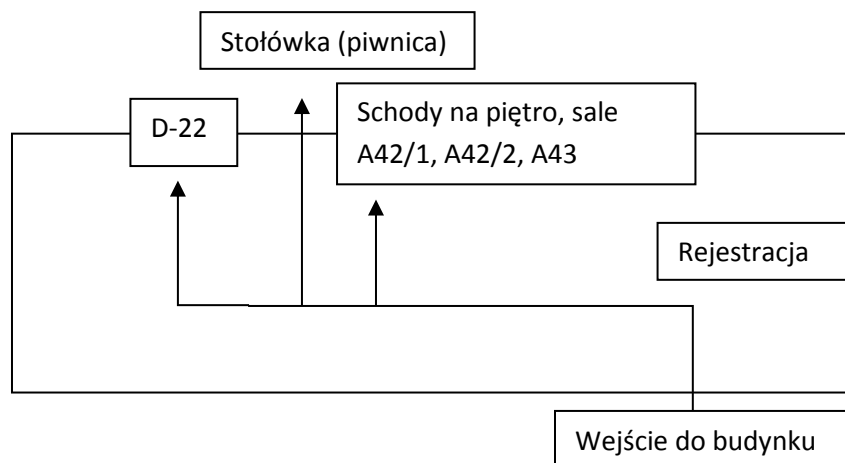 Stołówka (piwnica)
D-22
Schody na piętro, sale
A42/1, A42/2, A43
Rejestracja
Wejście do budynku